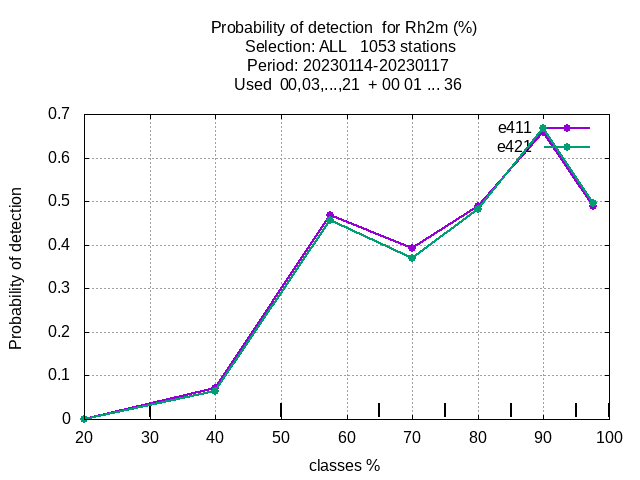 Probability of detection  for Rh2m (%)
Selection: ALL   1053 stations
Period: 20230114-20230117
Used  00,03,...,21  + 00 01 ... 36
0.7
e411
e421
0.6
0.5
0.4
0.3
0.2
0.1
0
Probability of detection
20 30 40 50 60 70 80 90 100
classes %